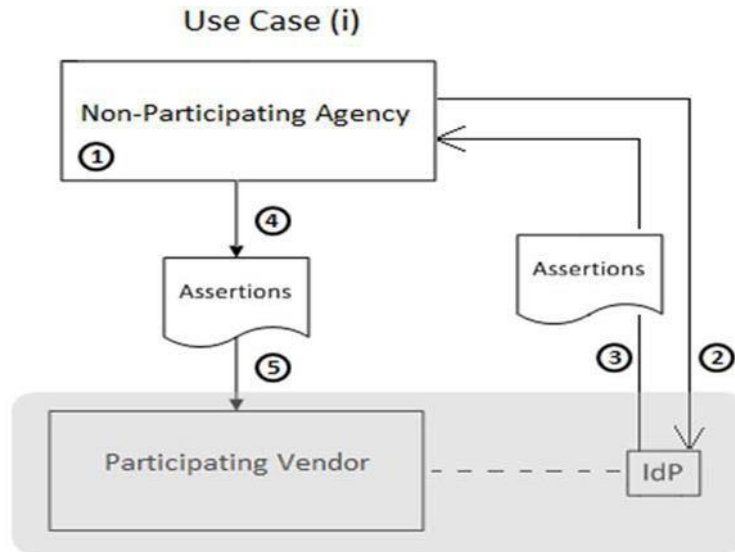 Use Case (i)
Non-Participating Agency
1
4
Assertions
Assertions
5
3
2
Participating Vendor
IdP